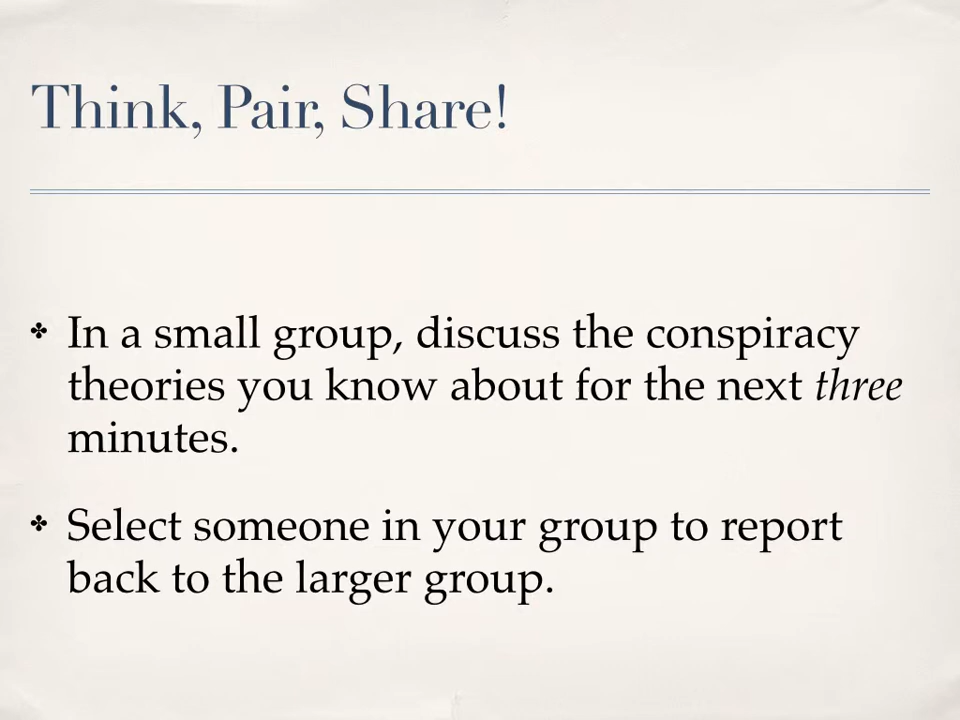 Think, Pair, Share!
In a small group, discuss the conspiracy
theories you know about for the next three
minutes.
Select someone in your group to report
back to the larger group.